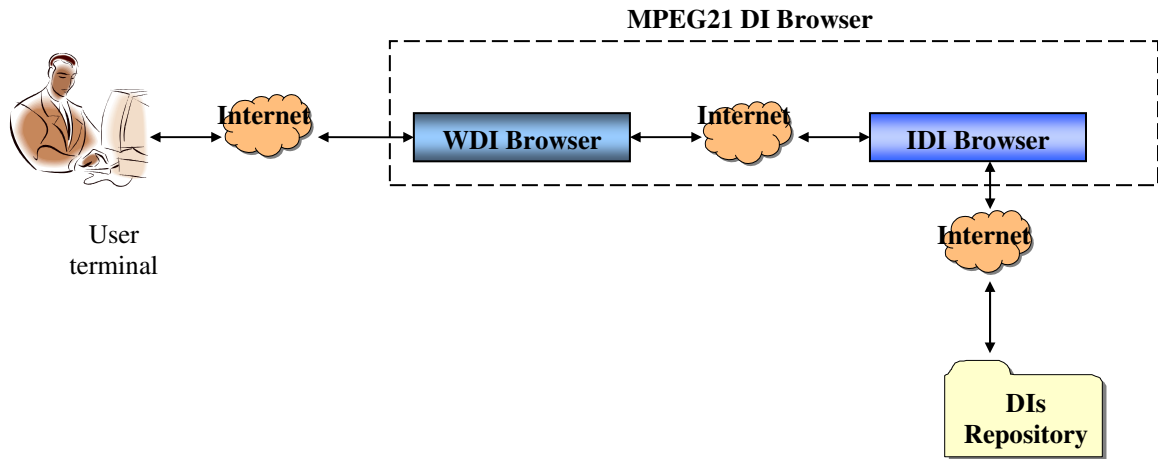 MPEG21 DI Browser
Internet
WDI Browser
Internet
IDI Browser
User
terminal
Internet
DIs
Repository